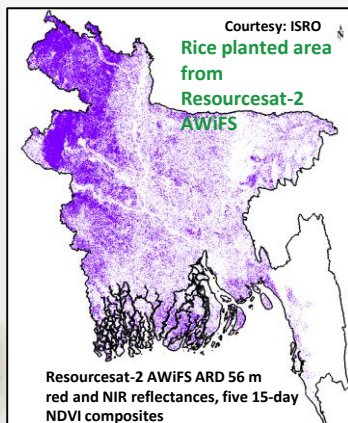 Courtesy: ISRO
Rice planted area
from
Resourcesat-2
AWiFS
Resourcesat-2 AWiFS ARD 56 m
red and NIR reflectances, five 15-day
NDVI composites